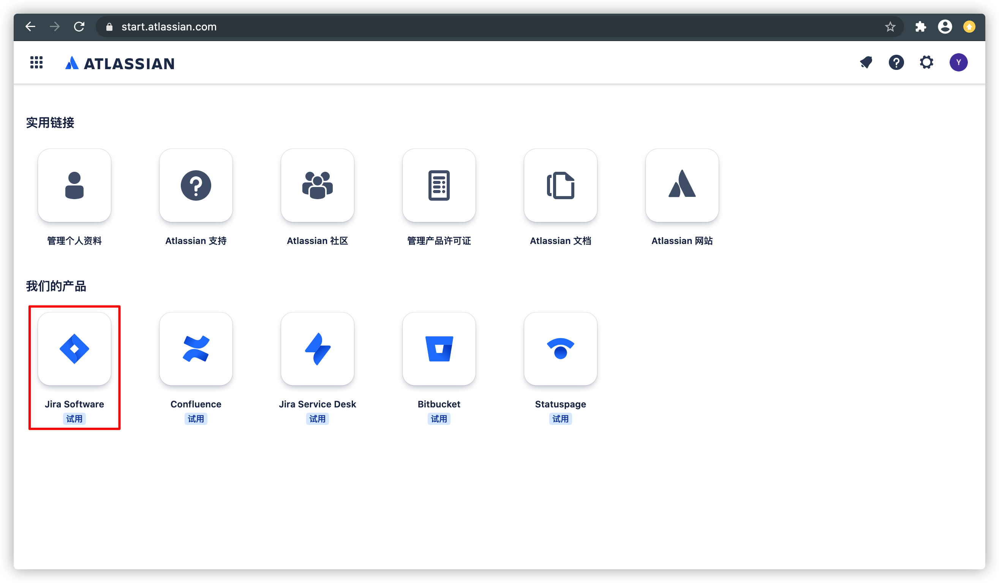 start.atlassian.com
ATLASSIAN
Y
实用链接
管理个人资料
Atlassian 支持
Atlassian 社区
管理产品许可证
Atlassian 文档
Atlassian 网站
我们的产品
Jira Software
试用
Confluence
试用
Jira Service Desk
试用
Bitbucket
试用
Statuspage
试用